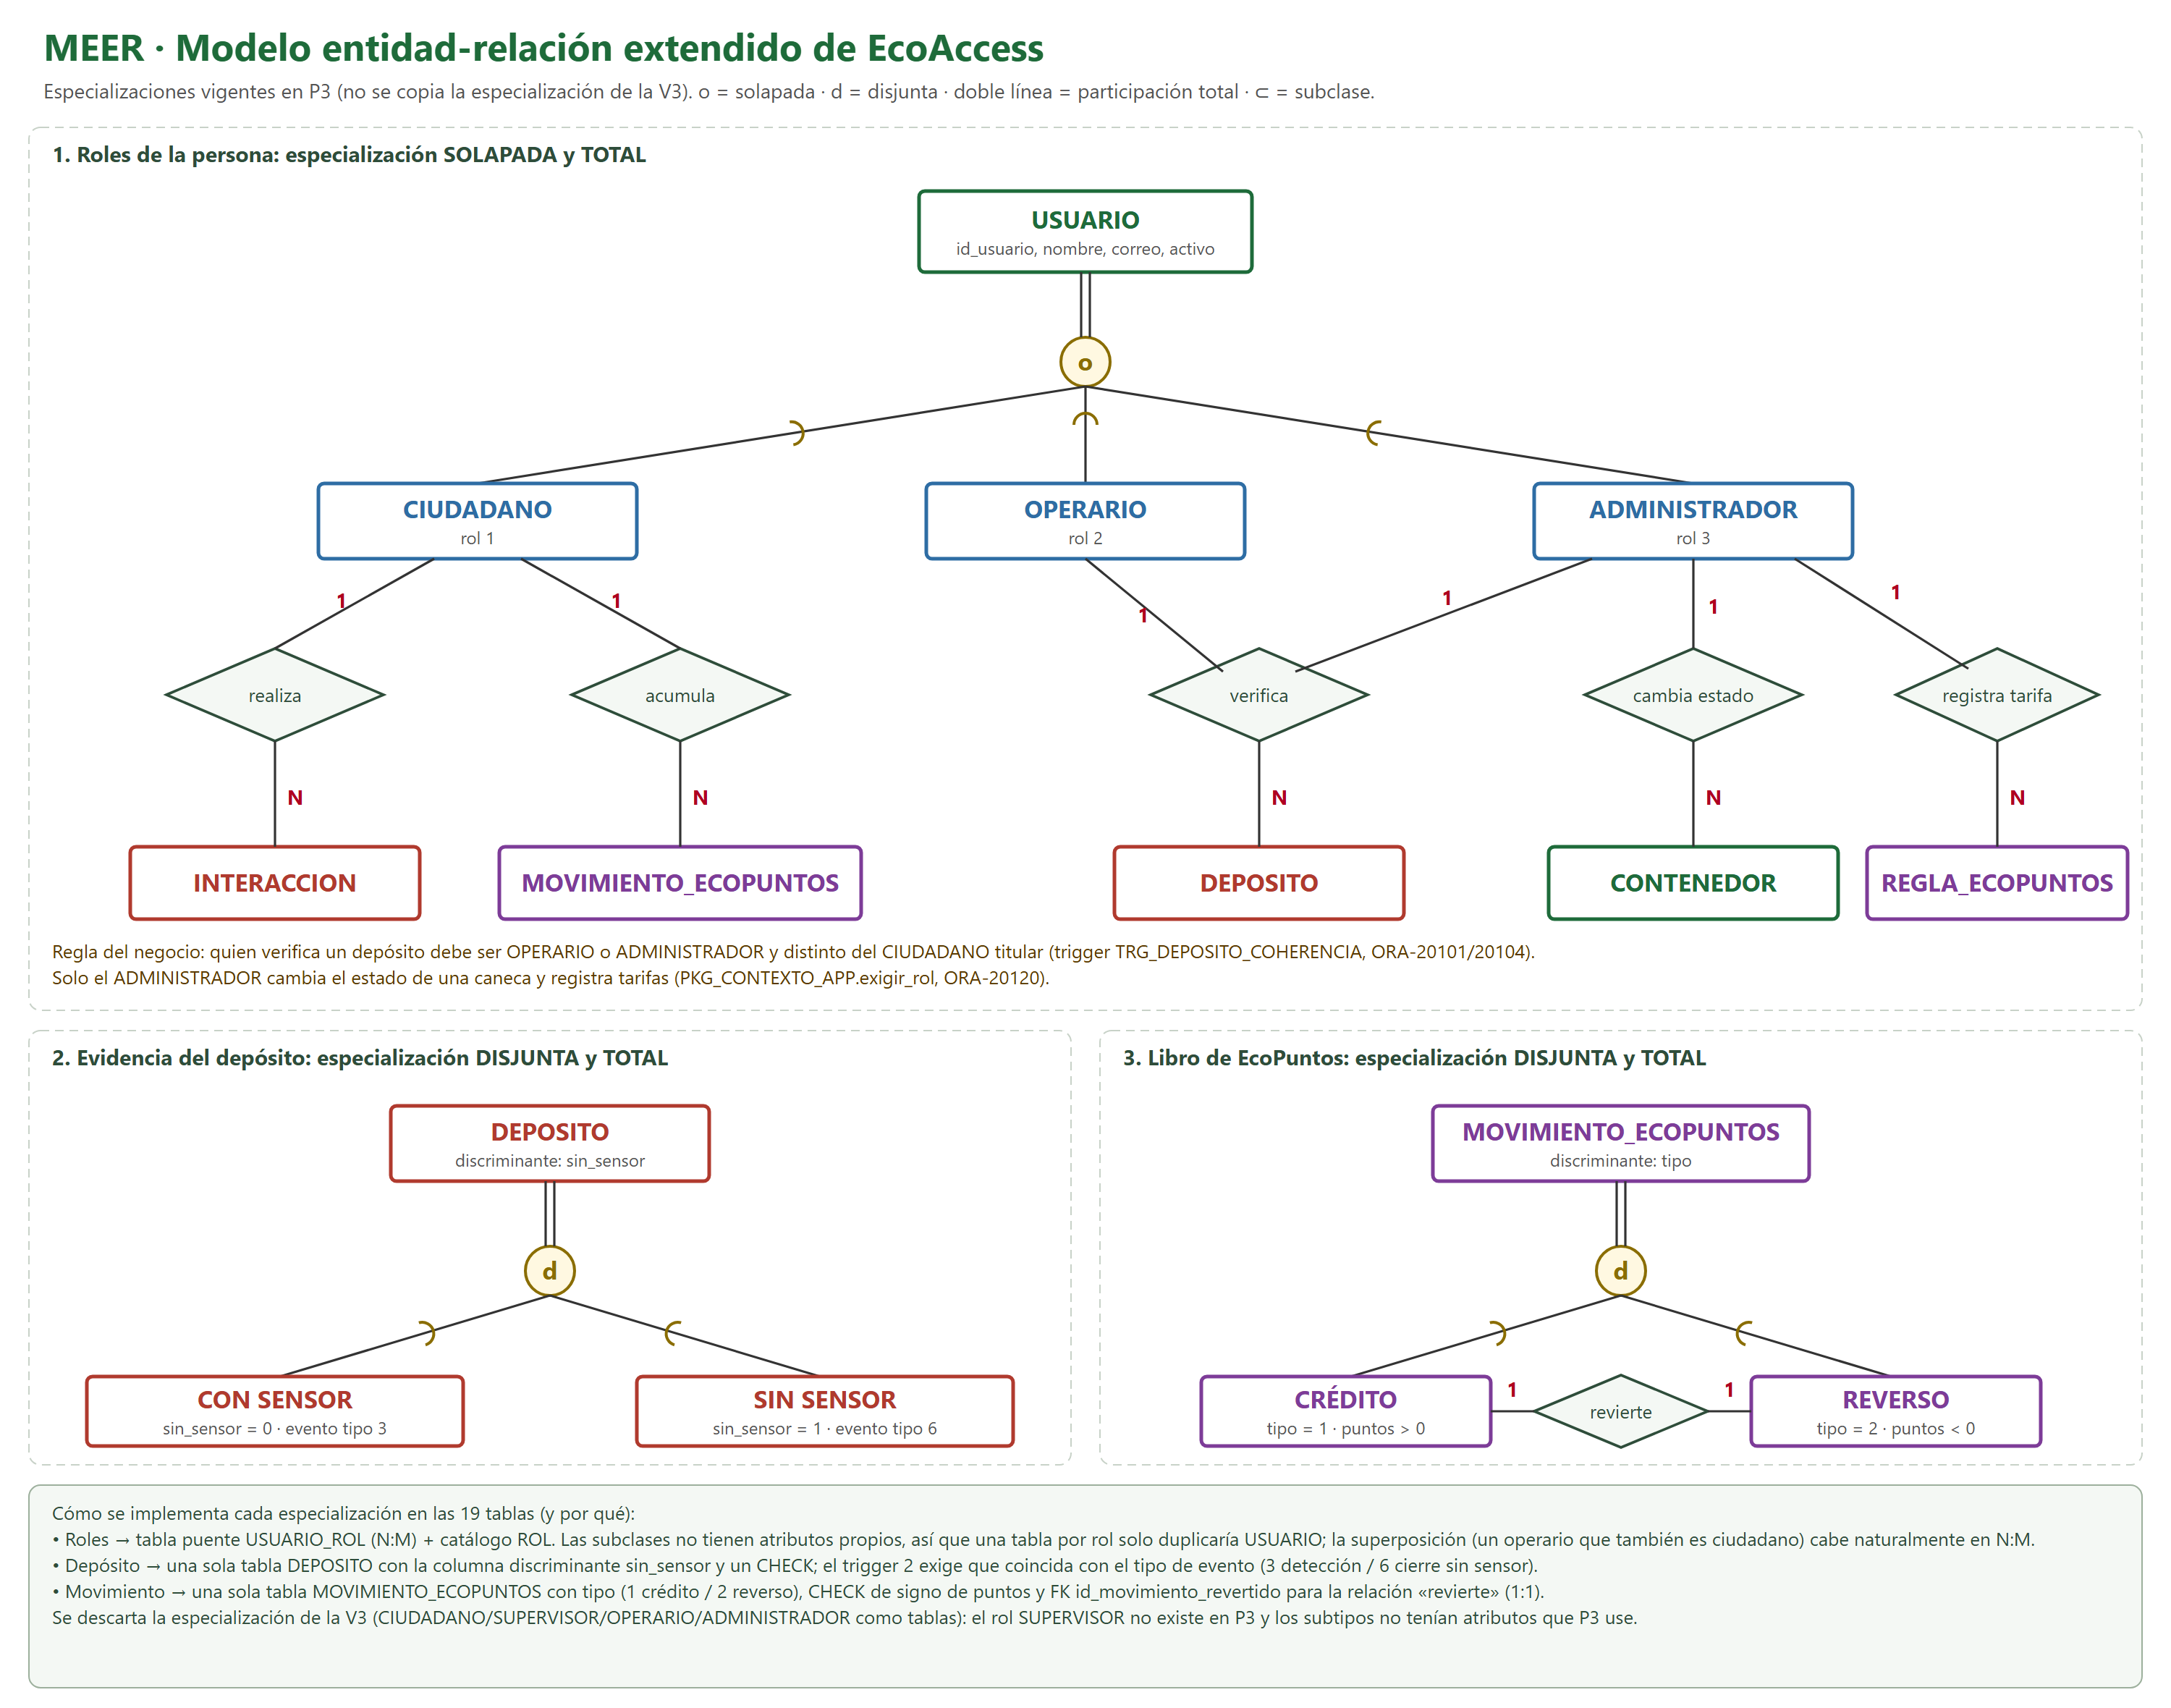 MEER · Modelo entidad-relación extendido de EcoAccess
Especializaciones vigentes en P3 (no se copia la especialización de la V3). o = solapada · d = disjunta · doble línea = participación total · ⊂ = subclase.
1. Roles de la persona: especialización SOLAPADA y TOTAL
USUARIO
id_usuario, nombre, correo, activo
o
CIUDADANO
rol 1
OPERARIO
rol 2
ADMINISTRADOR
rol 3
1
1
1
1
1
1
realiza
acumula
verifica
cambia estado
registra tarifa
N
N
N
N
N
INTERACCION
MOVIMIENTO_ECOPUNTOS
DEPOSITO
CONTENEDOR
REGLA_ECOPUNTOS
Regla del negocio: quien verifica un depósito debe ser OPERARIO o ADMINISTRADOR y distinto del CIUDADANO titular (trigger TRG_DEPOSITO_COHERENCIA, ORA-20101/20104).
Solo el ADMINISTRADOR cambia el estado de una caneca y registra tarifas (PKG_CONTEXTO_APP.exigir_rol, ORA-20120).
2. Evidencia del depósito: especialización DISJUNTA y TOTAL
DEPOSITO
discriminante: sin_sensor
d
CON SENSOR
sin_sensor = 0 · evento tipo 3
SIN SENSOR
sin_sensor = 1 · evento tipo 6
3. Libro de EcoPuntos: especialización DISJUNTA y TOTAL
MOVIMIENTO_ECOPUNTOS
discriminante: tipo
d
CRÉDITO
tipo = 1 · puntos > 0
1
revierte
1
REVERSO
tipo = 2 · puntos < 0
Cómo se implementa cada especialización en las 19 tablas (y por qué):
• Roles → tabla puente USUARIO_ROL (N:M) + catálogo ROL. Las subclases no tienen atributos propios, así que una tabla por rol solo duplicaría USUARIO; la superposición (un operario que también es ciudadano) cabe naturalmente en N:M.
• Depósito → una sola tabla DEPOSITO con la columna discriminante sin_sensor y un CHECK; el trigger 2 exige que coincida con el tipo de evento (3 detección / 6 cierre sin sensor).
• Movimiento → una sola tabla MOVIMIENTO_ECOPUNTOS con tipo (1 crédito / 2 reverso), CHECK de signo de puntos y FK id_movimiento_revertido para la relación «revierte» (1:1).
Se descarta la especialización de la V3 (CIUDADANO/SUPERVISOR/OPERARIO/ADMINISTRADOR como tablas): el rol SUPERVISOR no existe en P3 y los subtipos no tenían atributos que P3 use.